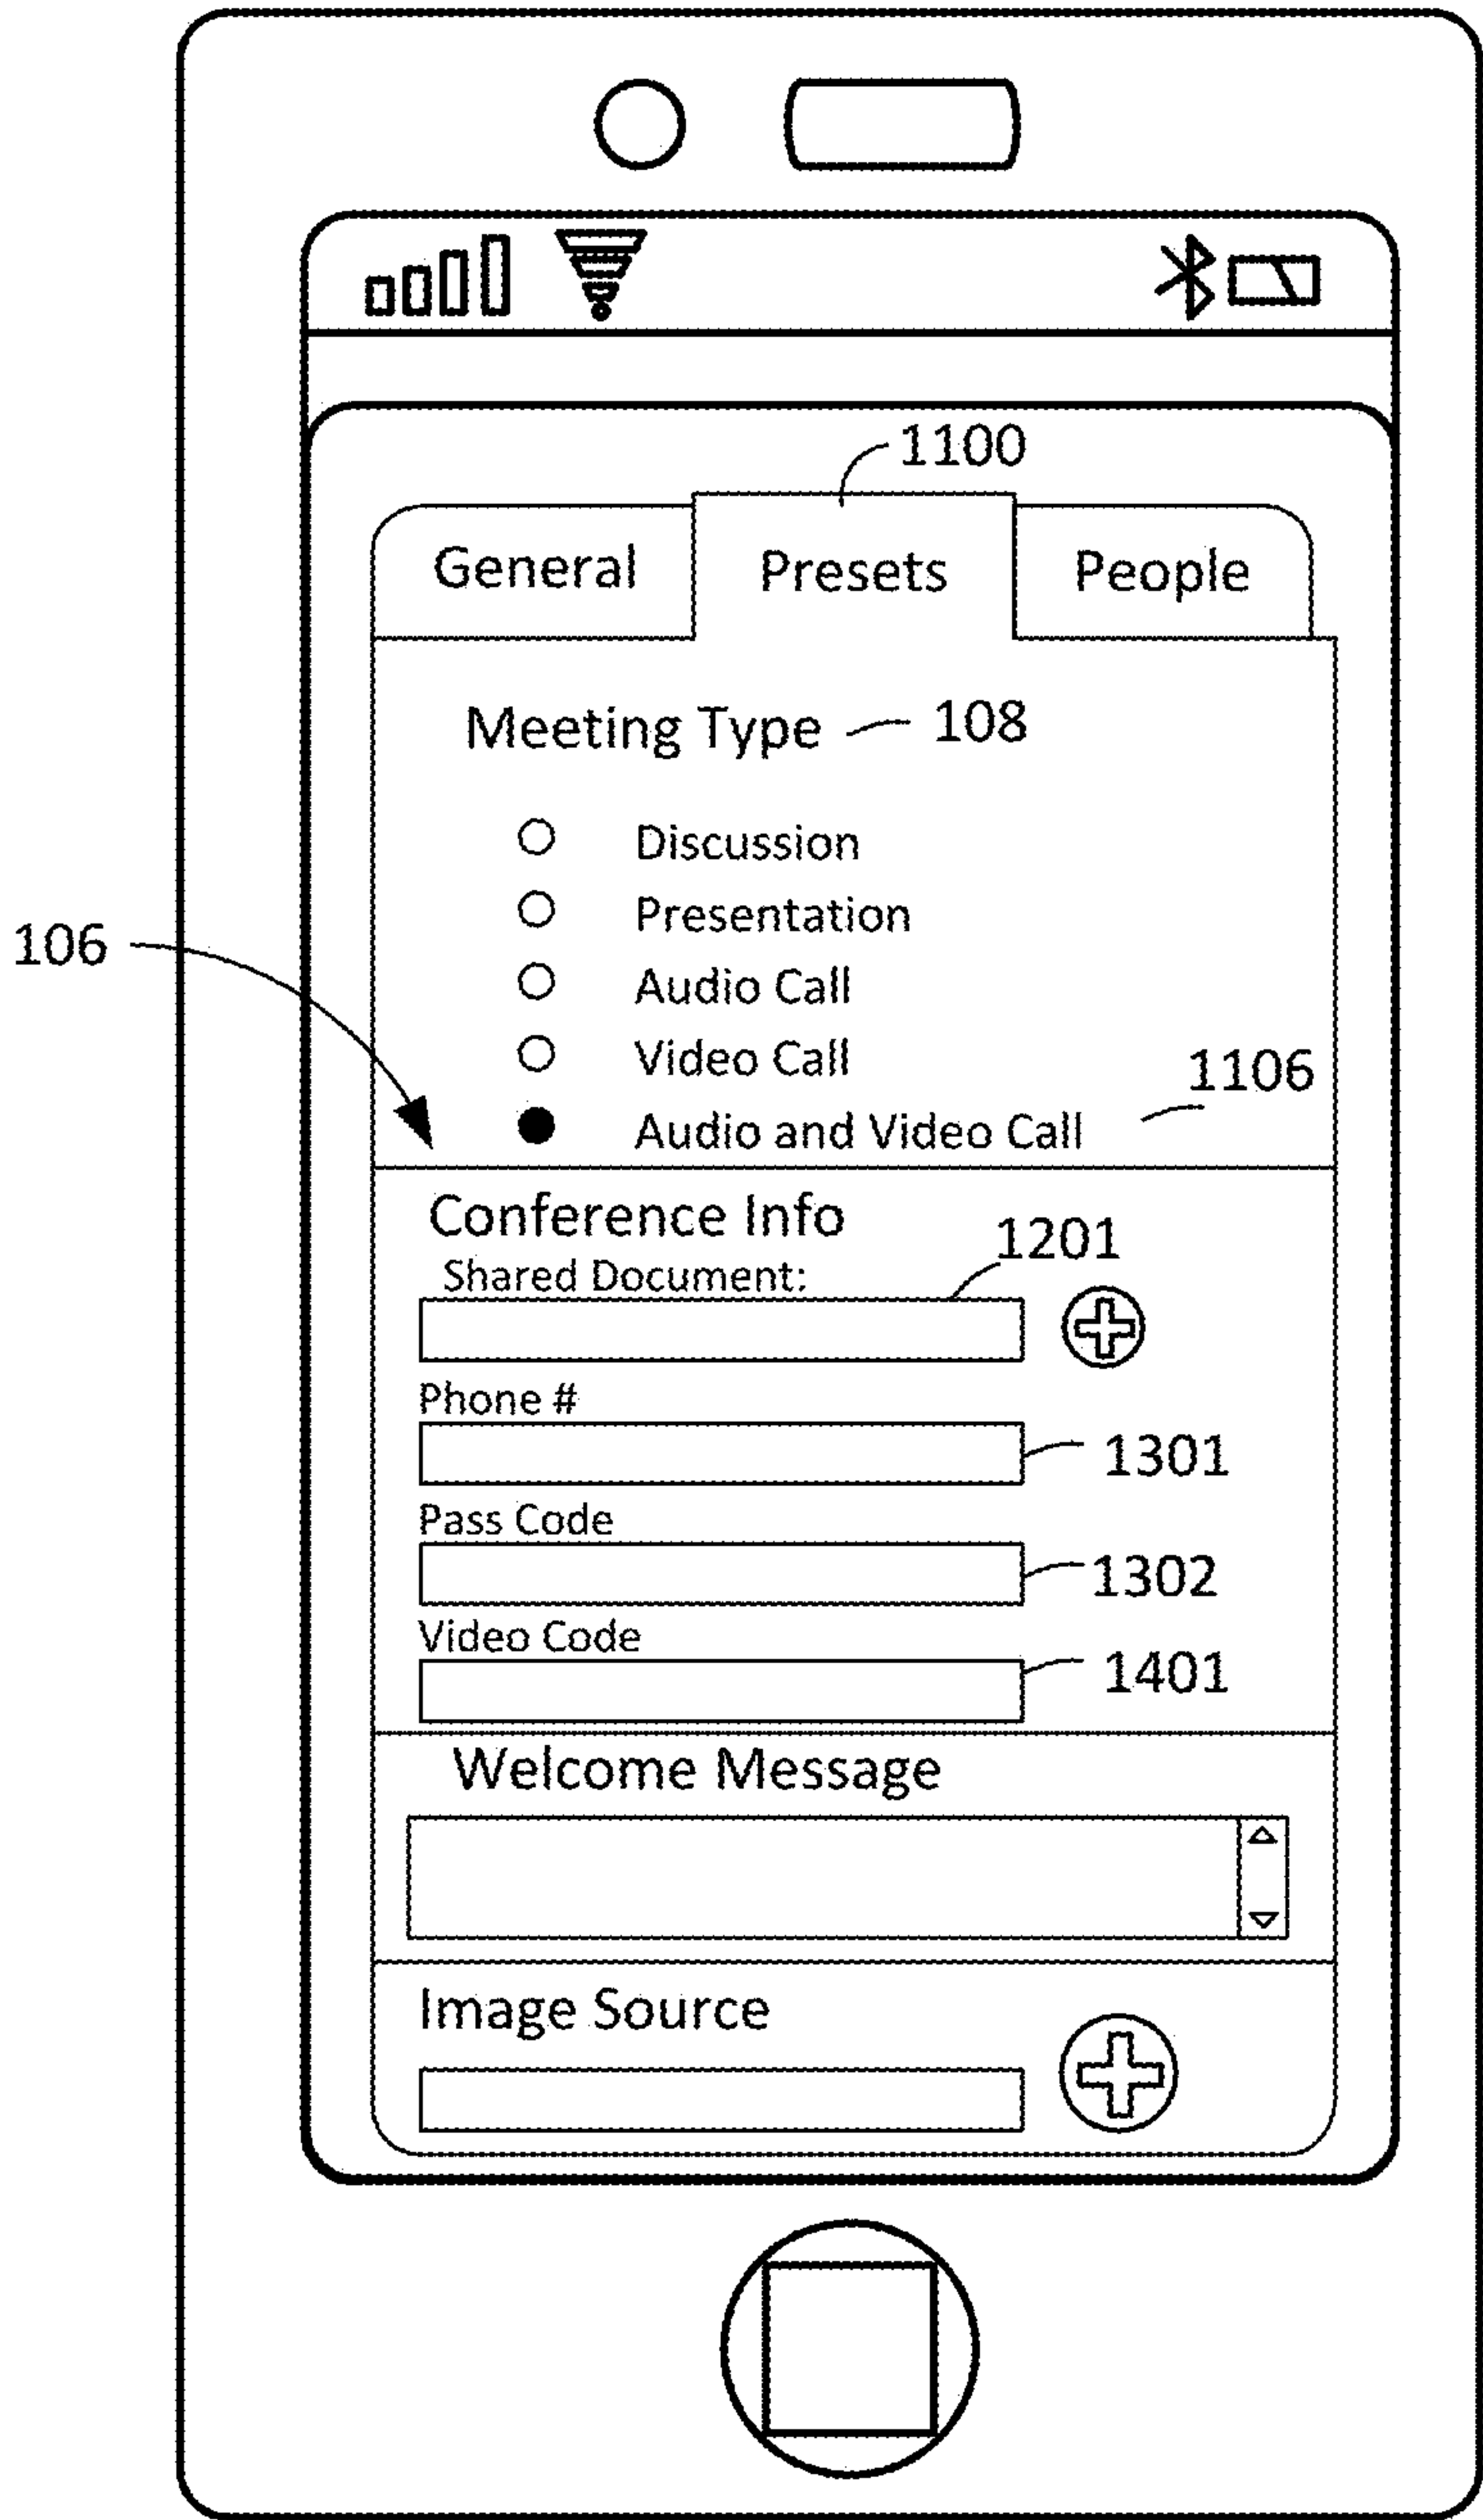 1100
General Presets People
Meeting Type 108
Discussion
Presentation
106
Audio Call
Video Call
1106
Audio and Video Call
Conference Info
1201
Shared Document:
Phone #
1301
Pass Code
1302
Video Code
1401
Welcome Message
Image Source